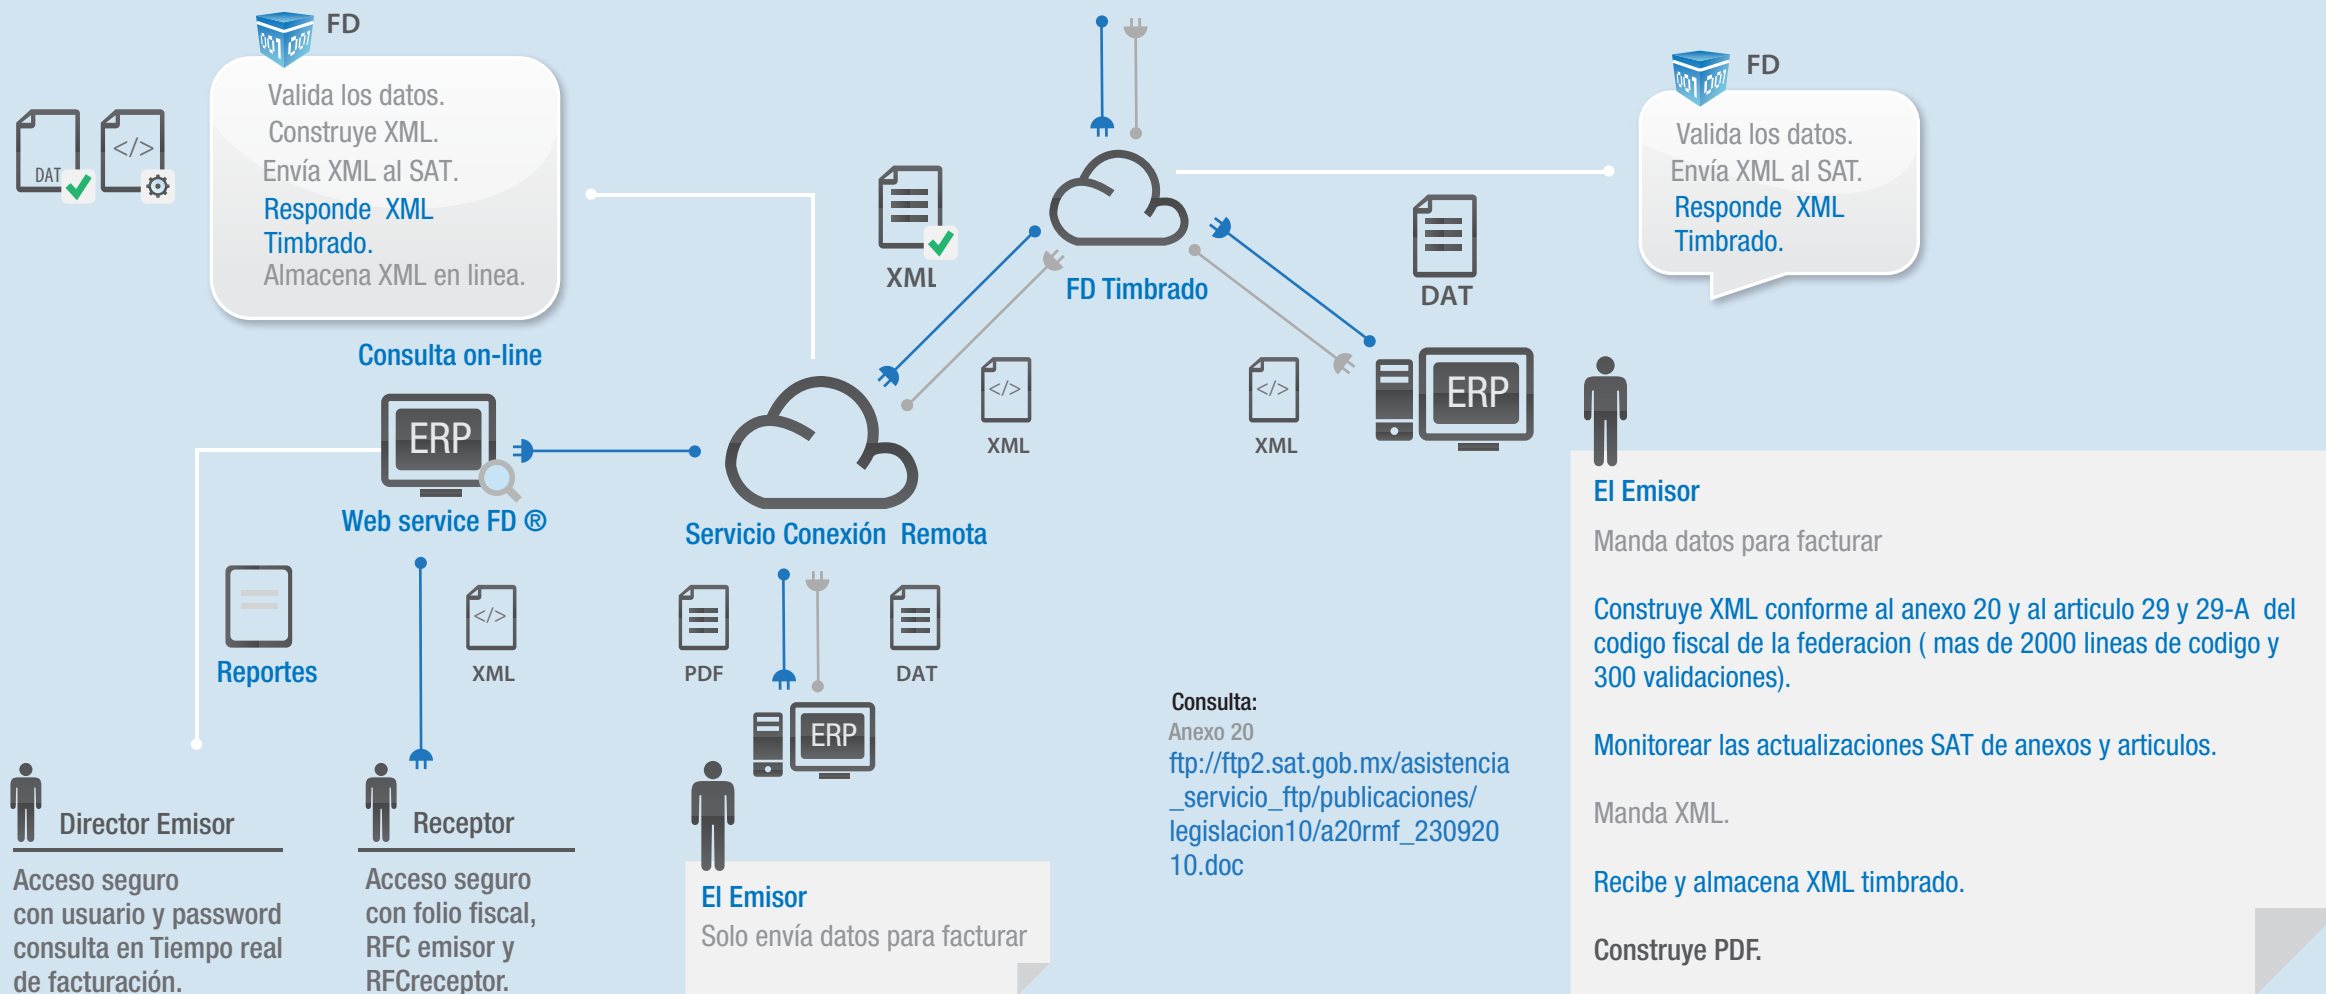 FD
001 001
Valida los datos.
Construye XML.
Envía XML al SAT.
Responde XML
Timbrado.
Almacena XML en linea.
DAT
</>
Consulta on-line
ERP
Web service FD ®
Reportes
</>
XML
Director Emisor
Acceso seguro
con usuario y password
consulta en Tiempo real
de facturación.
Receptor
Acceso seguro
con folio fiscal,
RFC emisor y
RFCreceptor.
XML
FD Timbrado
</>
XML
Servicio Conexión Remota
PDF
DAT
ERP
El Emisor
Solo envía datos para facturar
DAT
</>
XML
ERP
Consulta:
Anexo 20
ftp://ftp2.sat.gob.mx/asistencia
_servicio_ftp/publicaciones/
legislacion10/a20rmf_230920
10.doc
FD
001 001
Valida los datos.
Envía XML al SAT.
Responde XML
Timbrado.
El Emisor
Manda datos para facturar
Construye XML conforme al anexo 20 y al articulo 29 y 29-A del
codigo fiscal de la federacion ( mas de 2000 lineas de codigo y
300 validaciones).
Monitorear las actualizaciones SAT de anexos y articulos.
Manda XML.
Recibe y almacena XML timbrado.
Construye PDF.